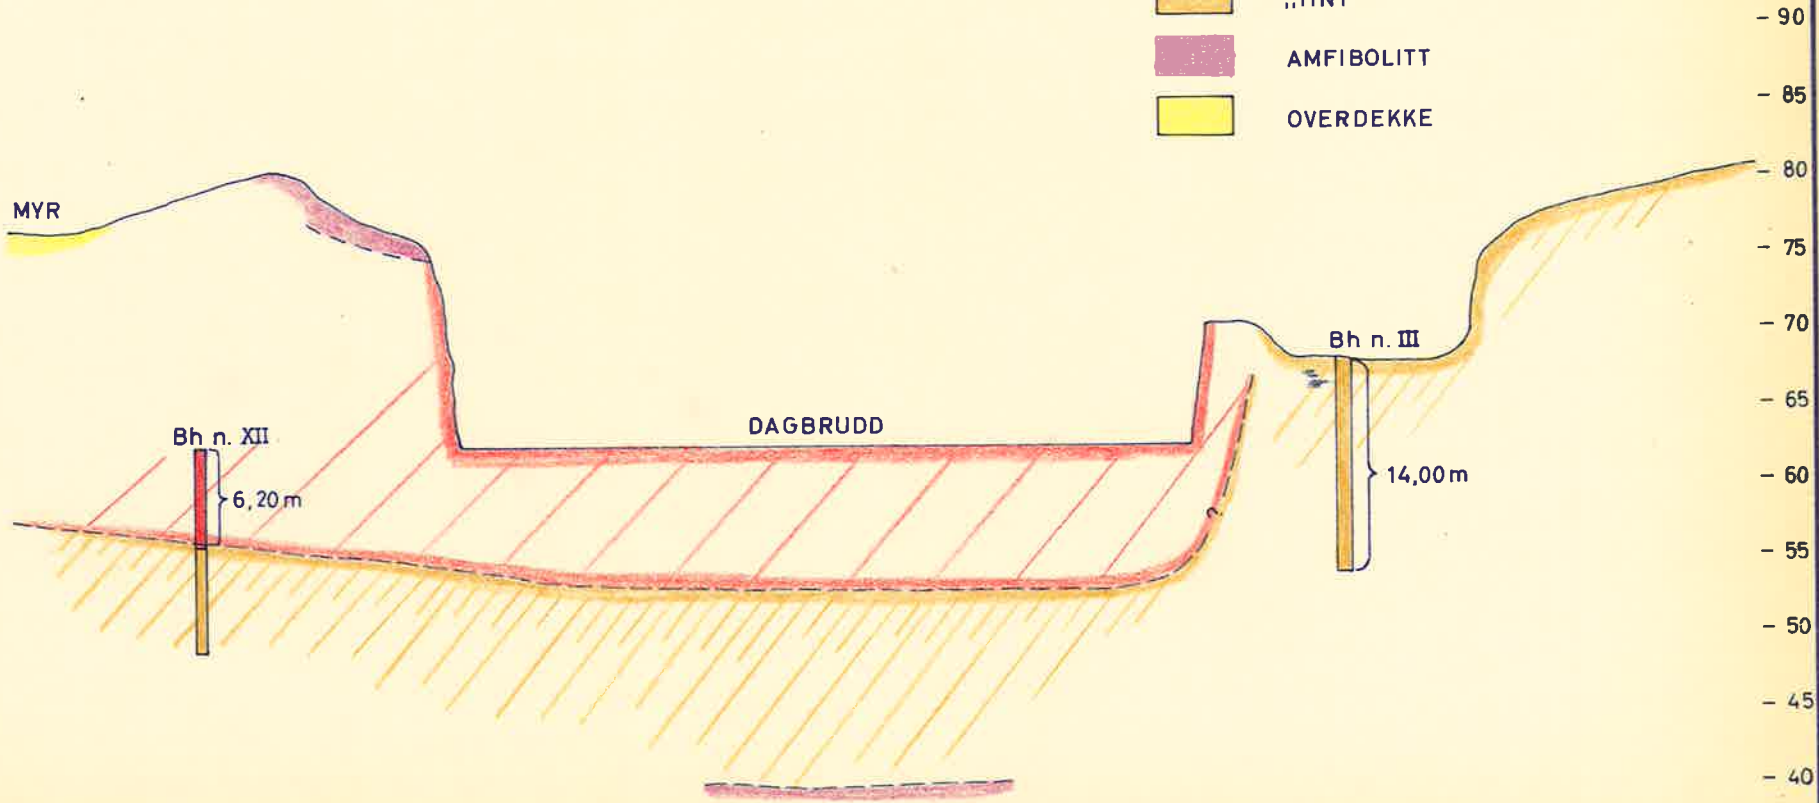 - 90
AMFIBOLITT
- 85
OVERDEKKE
- 80
MYR
- 75
- 70
Bh n. III
- 65
DAGBRUDD
Bh n. XII
- 60
14,00 m
6,20 m
?
- 55
- 50
- 45
- 40